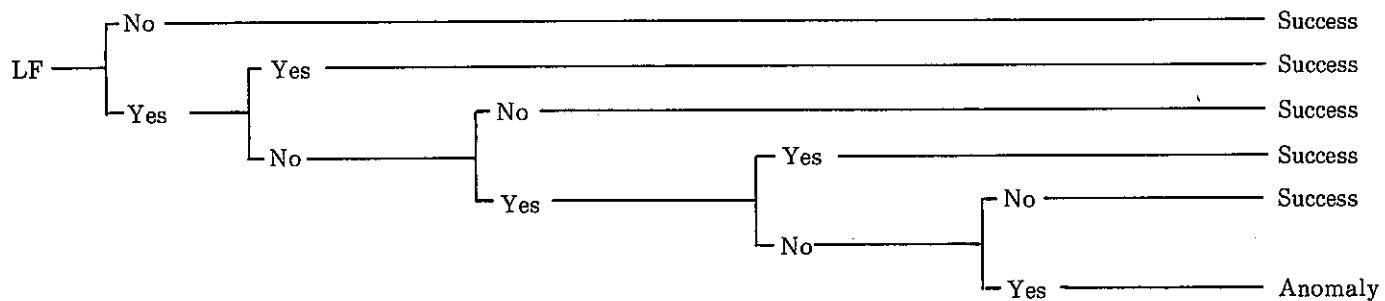 No Success
LF Yes Success
Yes No Success
No Yes Success
Yes No Success
No
Yes Anomaly